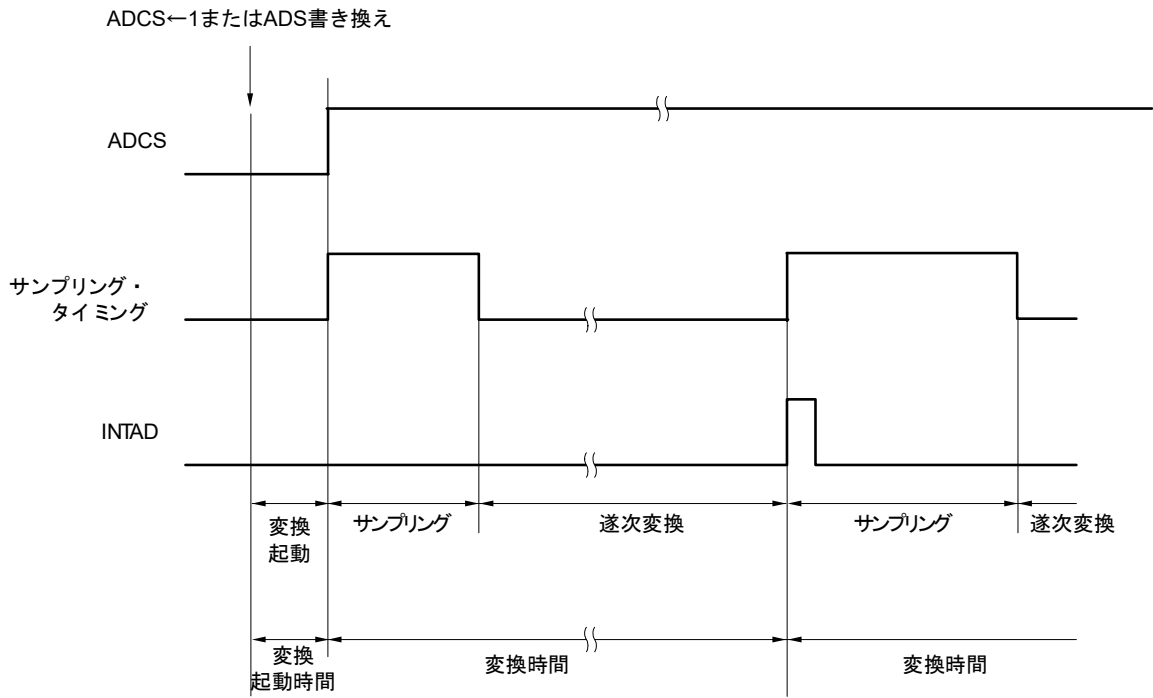 ADCS←1またはADS書き換え
ADCS
サンプリング・
タイミング
INTAD
変換
起動
サンプリング
遂次変換
サンプリング
遂次変換
変換
起動時間
変換時間
変換時間